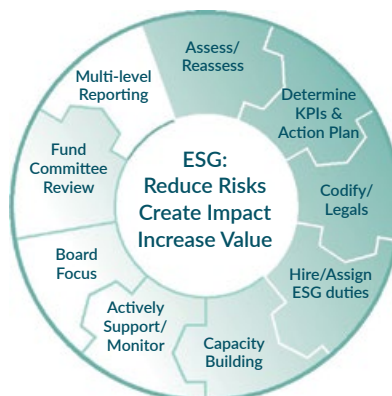 ESG:
Reduce Risks
Create Impact
Increase Value
Assess/
Reassess
Determine
KPIs &
Action Plan
Codify/
Legals
Hire/Assign
ESG duties
Capacity
Building
Actively
Support/
Monitor
Board
Focus
Fund
Committee
Review
Multi-level
Reporting